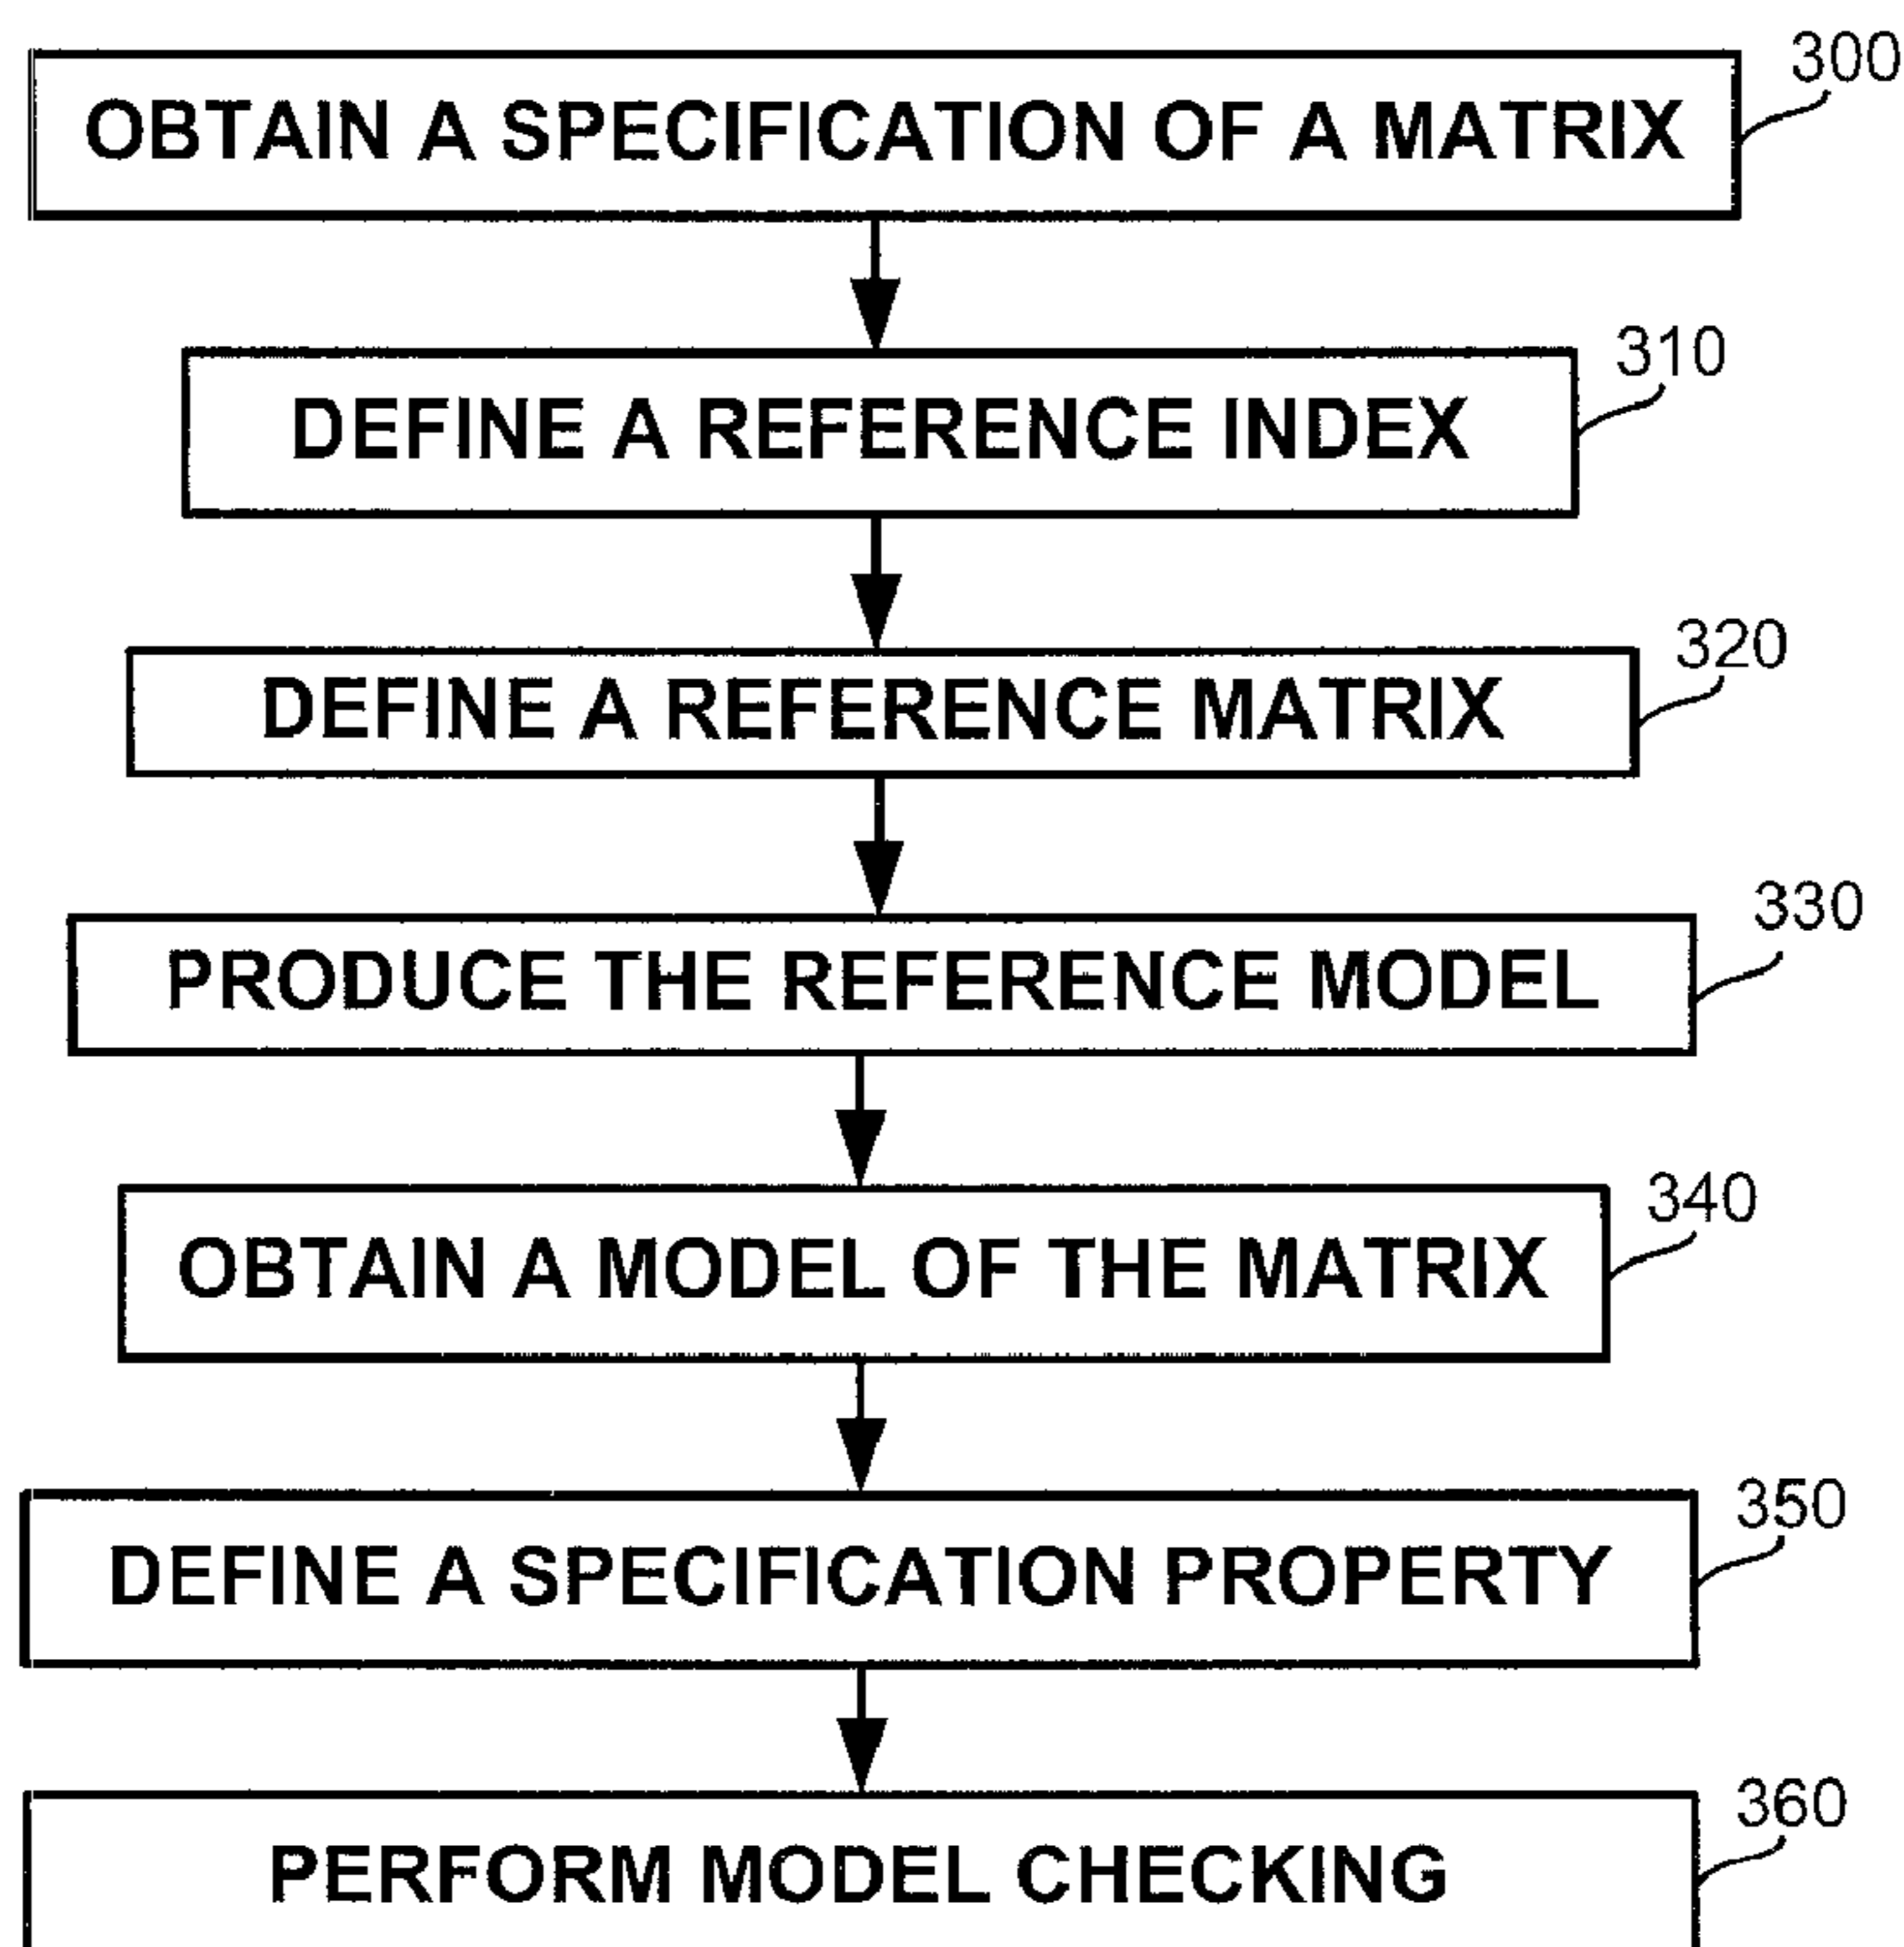 300
OBTAIN A SPECIFICATION OF A MATRIX
310
DEFINE A REFERENCE INDEX
320
DEFINE A REFERENCE MATRIX
330
PRODUCE THE REFERENCE MODEL
340
OBTAIN A MODEL OF THE MATRIX
350
DEFINE A SPECIFICATION PROPERTY
360
PERFORM MODEL CHECKING